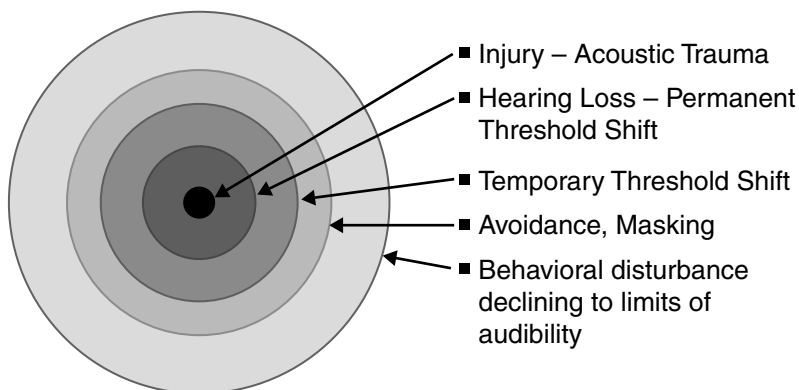 ■ Injury – Acoustic Trauma
■ Hearing Loss – Permanent
Threshold Shift
■ Temporary Threshold Shift
■ Avoidance, Masking
■ Behavioral disturbance
declining to limits of
audibility